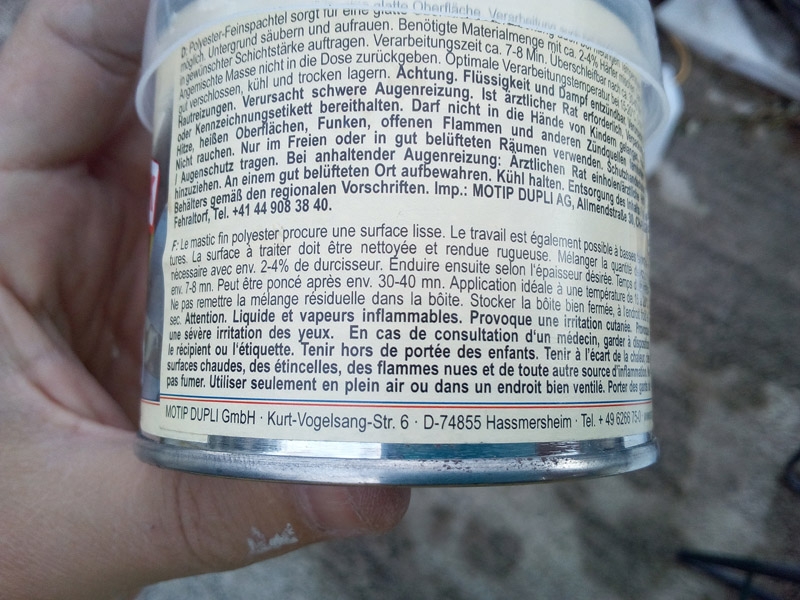 D: Polyester-Feinspachtel sorgt für eine glatte Oberfläche. Verarbeitung
möglich. Untergrund säubern und aufrauen. Benötigte Materialmenge mit ca. 2-4% Härter
in gewünschter Schichtstärke auftragen. Verarbeitungszeit ca. 7-8 Min. Überschleifbar nach ca.
Angemischte Masse nicht in die Dose zurückgeben. Optimale Verarbeitungstemperatur bei
gut verschlossen, kühl und trocken lagern. Achtung. Flüssigkeit und Dampf entzündbar.
Hautreizungen. Verursacht schwere Augenreizung. Ist ärztlicher Rat erforderlich,
oder Kennzeichnungsetikett bereithalten. Darf nicht in die Hände von Kindern
Hitze, heißen Oberflächen, Funken, offenen Flammen und anderen Zündquellen
Nicht rauchen. Nur im Freien oder in gut belüfteten Räumen verwenden.
/ Augenschutz tragen. Bei anhaltender Augenreizung: Ärztlichen Rat einholen/ärztliche
hinzuziehen. An einem gut belüfteten Ort aufbewahren. Kühl halten. Entsorgung des
Behälters gemäß den regionalen Vorschriften. Imp.: MOTIP DUPLI AG, Allmendstraße 30,
Fehraltorf, Tel. +41 44 908 38 40.
F: Le mastic fin polyester procure une surface lisse. Le travail est également possible à basses
tures. La surface à traiter doit être nettoyée et rendue rugueuse. Mélanger la quantité
nécessaire avec env. 2-4% de durcisseur. Enduire ensuite selon l'épaisseur désirée. Temps
env. 7-8 mn. Peut être poncé après env. 30-40 mn. Application idéale à une température de
Ne pas remettre la mélange résiduelle dans la bôite. Stocker la bôite bien fermée, à l'endroit
sec. Attention. Liquide et vapeurs inflammables. Provoque une irritation cutanée.
une sévère irritation des yeux. En cas de consultation d'un médecin, garder à
le récipient ou l'étiquette. Tenir hors de portée des enfants. Tenir à l'écart de la chaleur,
surfaces chaudes, des étincelles, des flammes nues et de toute autre source d'inflammation.
pas fumer. Utiliser seulement en plein air ou dans un endroit bien ventilé. Porter des
MOTIP DUPLI GmbH · Kurt-Vogelsang-Str. 6 · D-74855 Hassmersheim · Tel. + 49 6266 75-0